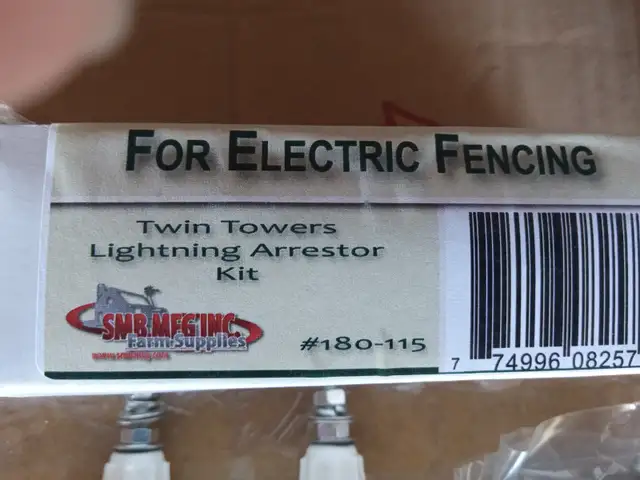 FOR ELECTRIC FENCING
Twin Towers
Lightning Arrestor
Kit
SMB MFG INC.
Farm Supplies
#180-115
7 74996 08257